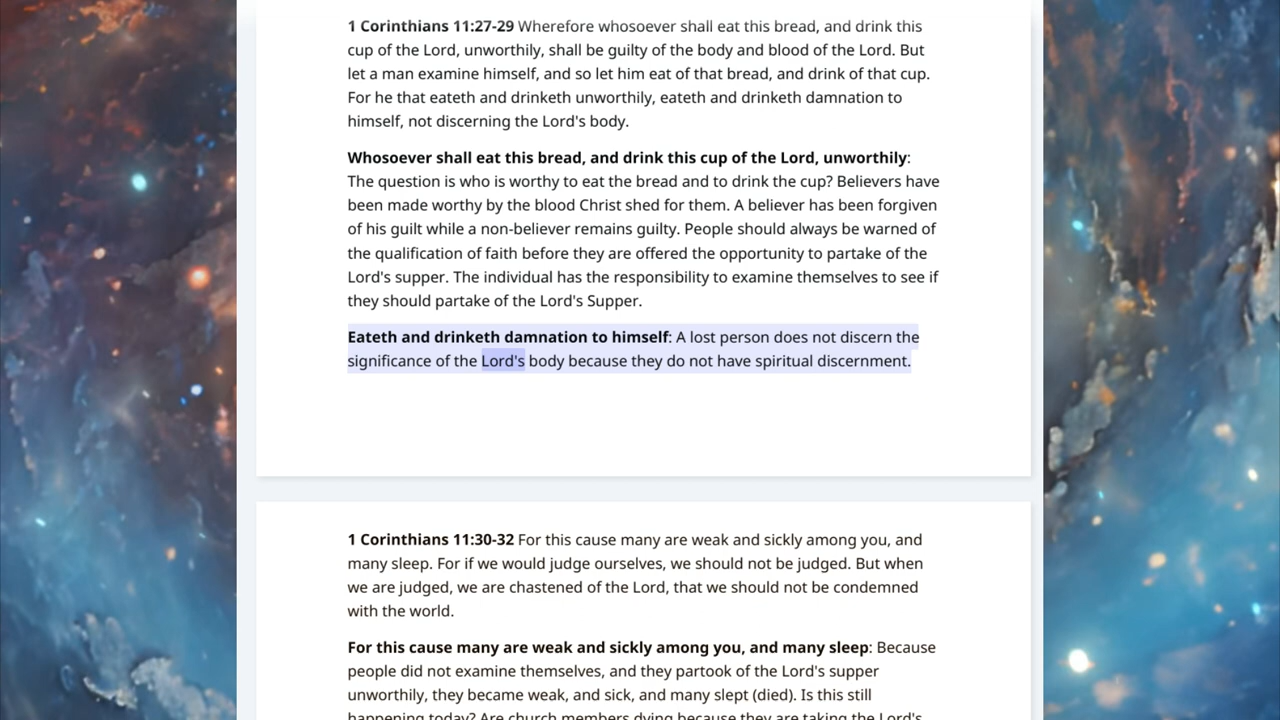 1 Corinthians 11:27-29 Wherefore whosoever shall eat this bread, and drink this
cup of the Lord, unworthily, shall be guilty of the body and blood of the Lord. But
let a man examine himself, and so let him eat of that bread, and drink of that cup.
For he that eateth and drinketh unworthily, eateth and drinketh damnation to
himself, not discerning the Lord's body.
Whosoever shall eat this bread, and drink this cup of the Lord, unworthily:
The question is who is worthy to eat the bread and to drink the cup? Believers have
been made worthy by the blood Christ shed for them. A believer has been forgiven
of his guilt while a non-believer remains guilty. People should always be warned of
the qualification of faith before they are offered the opportunity to partake of the
Lord's supper. The individual has the responsibility to examine themselves to see if
they should partake of the Lord's Supper.
Eateth and drinketh damnation to himself: A lost person does not discern the
significance of the Lord's body because they do not have spiritual discernment.
1 Corinthians 11:30-32 For this cause many are weak and sickly among you, and
many sleep. For if we would judge ourselves, we should not be judged. But when
we are judged, we are chastened of the Lord, that we should not be condemned
with the world.
For this cause many are weak and sickly among you, and many sleep: Because
people did not examine themselves, and they partook of the Lord's supper
unworthily, they became weak, and sick, and many slept (died). Is this still
happening today? Are church members dying because they are taking the Lord's